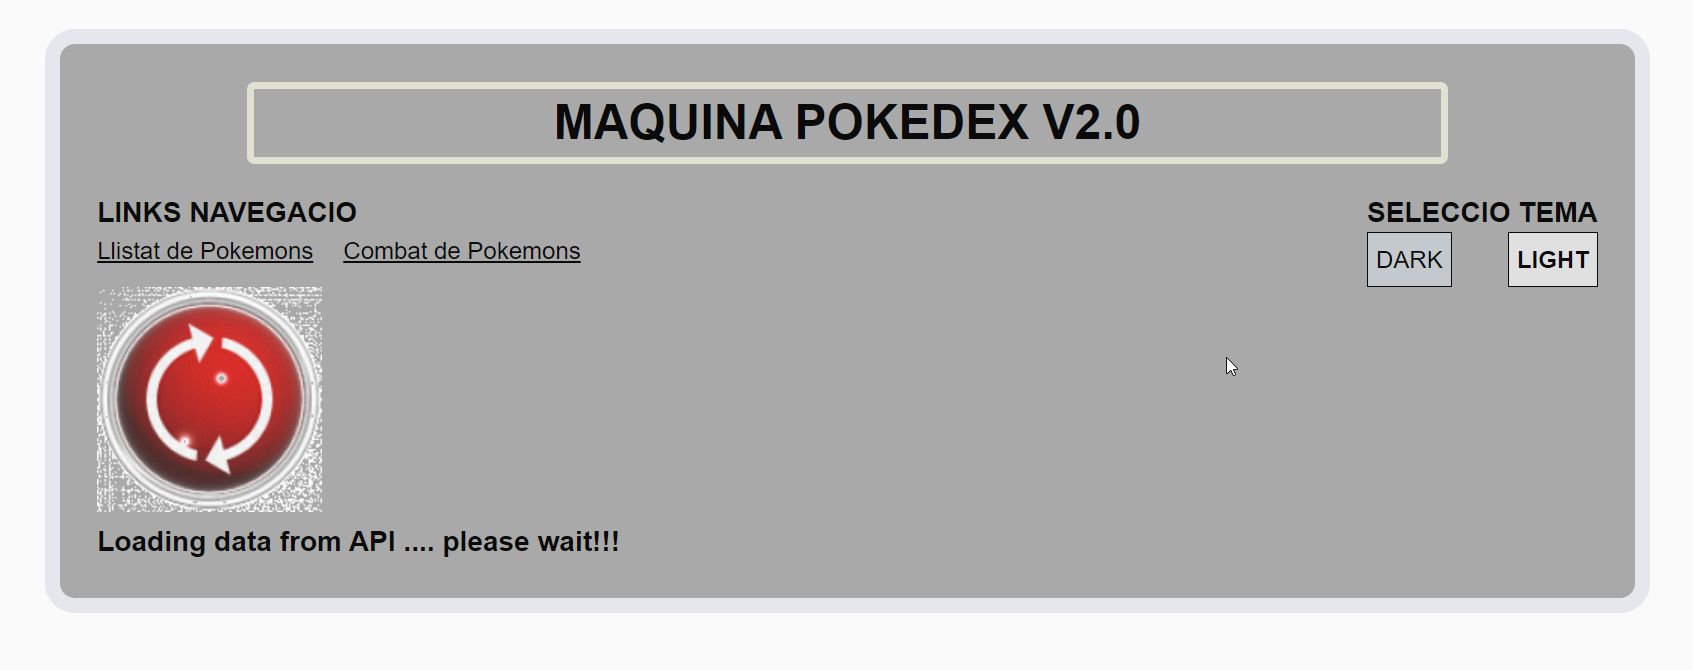 MAQUINA POKEDEX V2.0
LINKS NAVEGACIO
Llistat de Pokemons Combat de Pokemons
SELECCIO TEMA
DARK LIGHT
Loading data from API .... please wait!!!